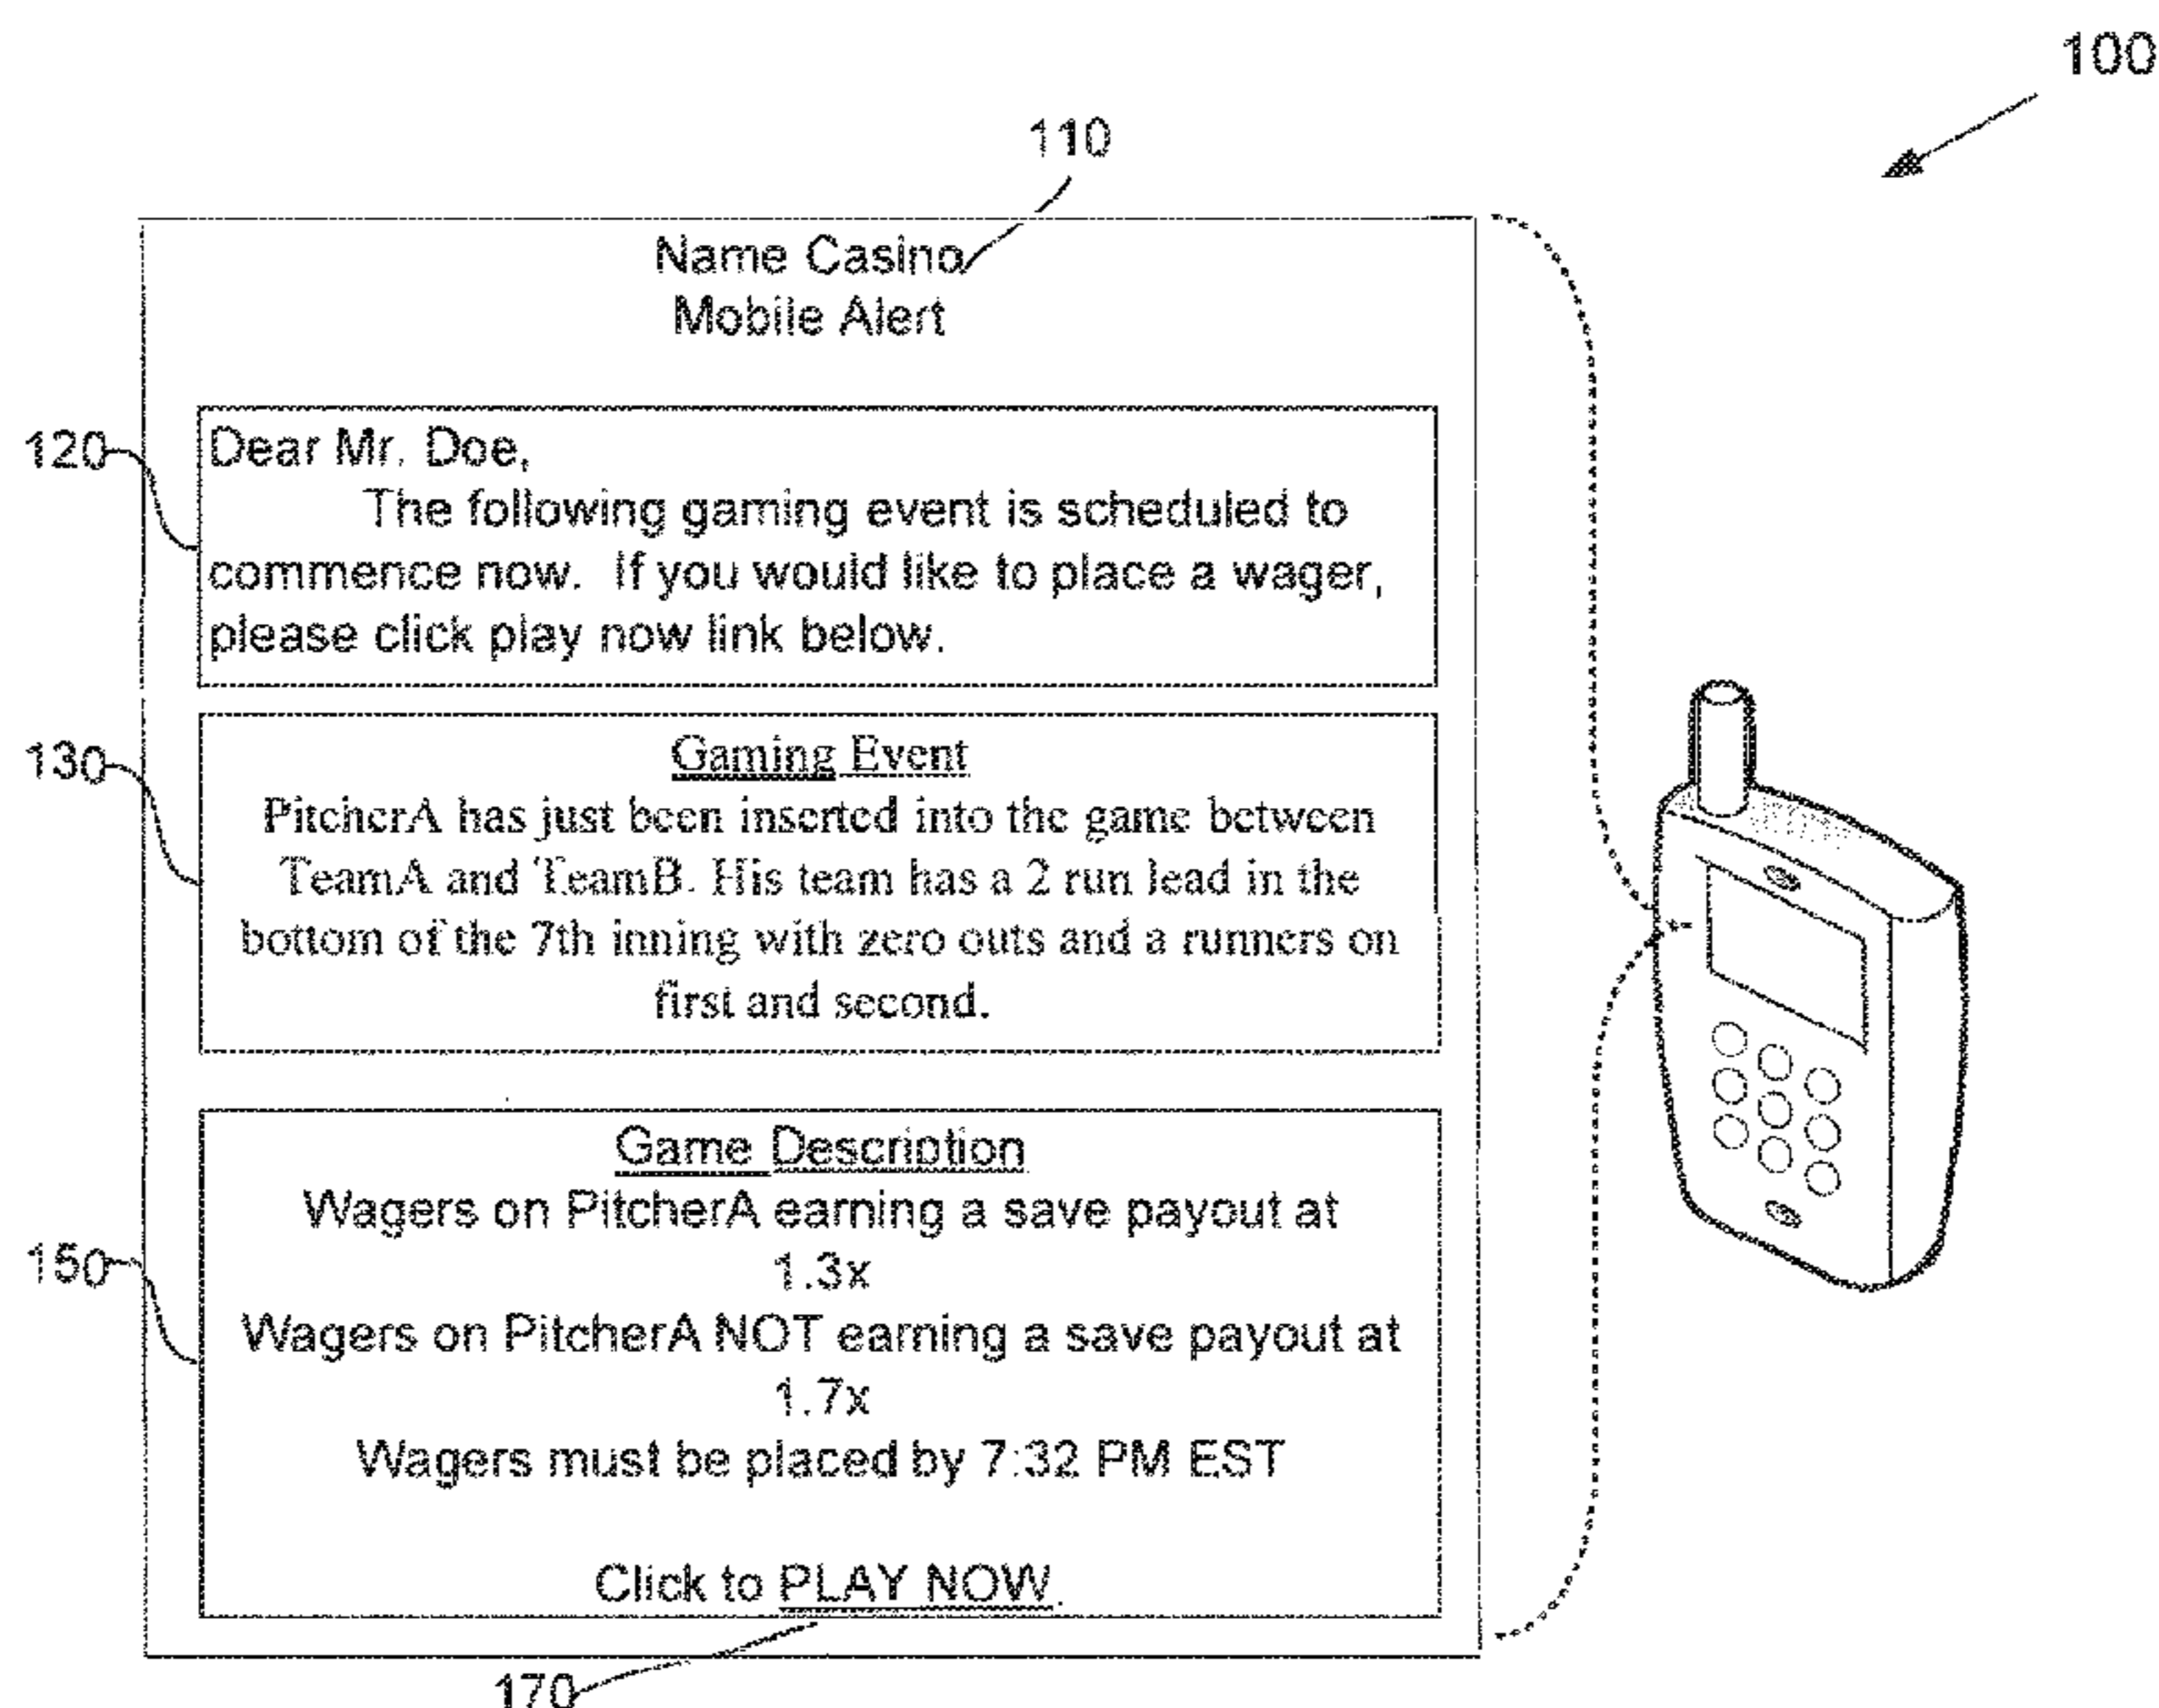 100
110
Name Casino
Mobile Alert
120
Dear Mr. Doe,
The following gaming event is scheduled to
commence now. If you would like to place a wager,
please click play now link below.
130
Gaming Event
PitcherA has just been inserted into the game between
TeamA and TeamB. His team has a 2 run lead in the
bottom of the 7th inning with zero outs and a runners on
first and second.
150
Game Description
Wagers on PitcherA earning a save payout at
1.3x
Wagers on PitcherA NOT earning a save payout at
1.7x
Wagers must be placed by 7:32 PM EST
Click to PLAY NOW.
170